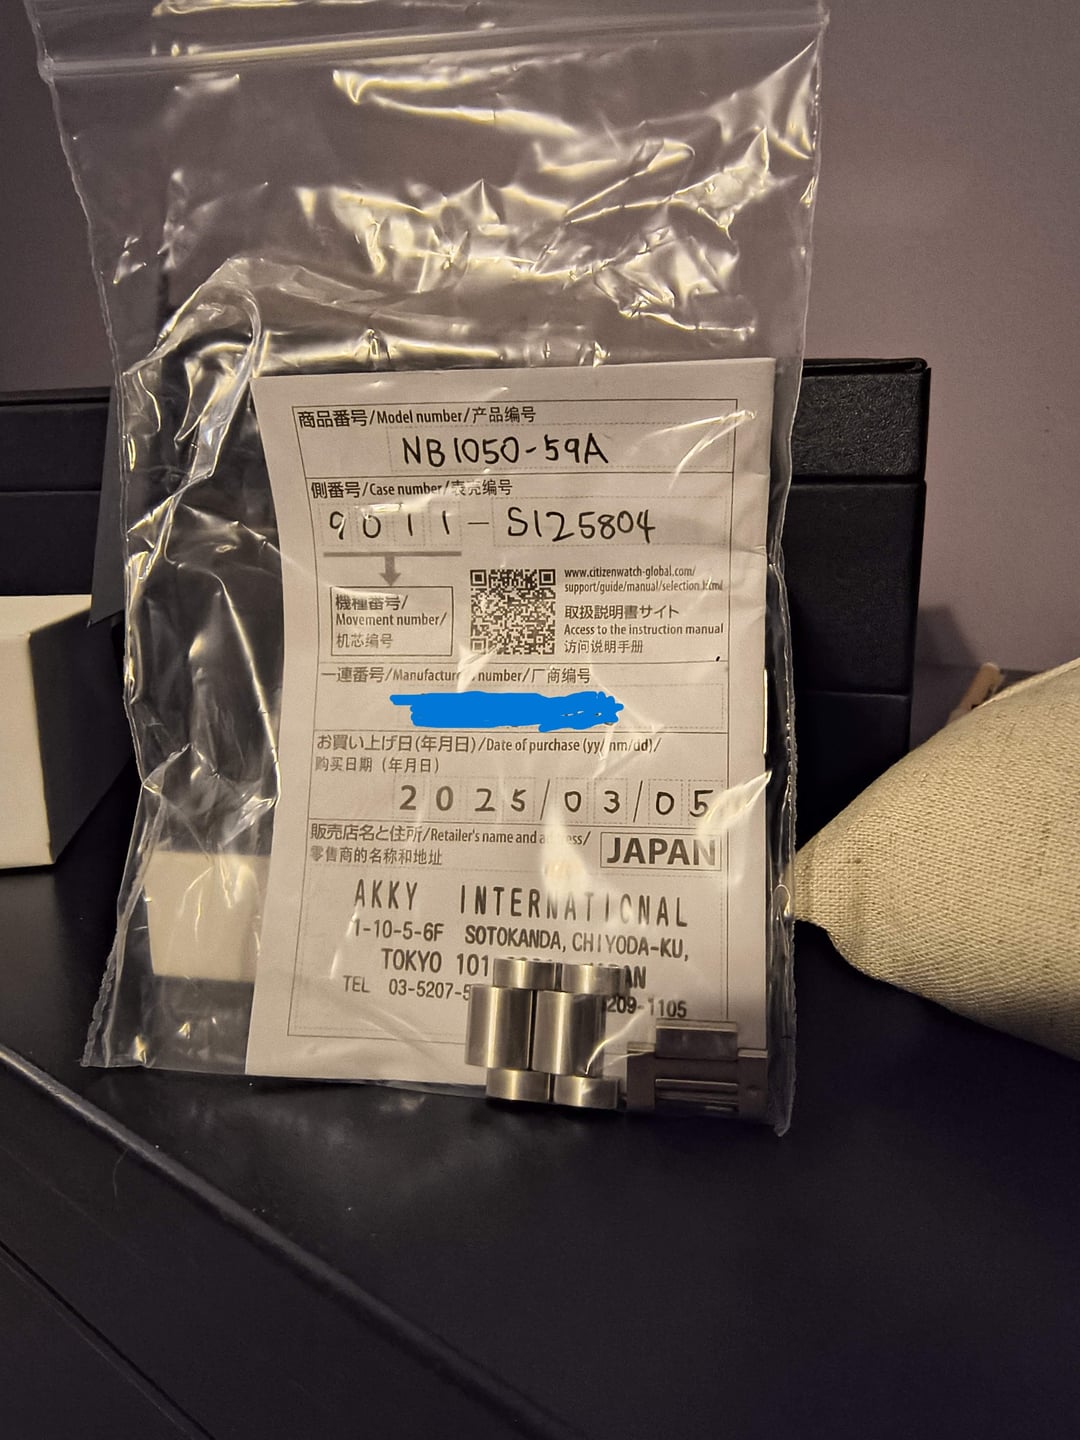 商品番号/Model number/产品编号
NB1050-59A
側番号/Case number/表壳编号
9011-S125804
機種番号/
Movement number/
机芯编号
www.citizenwatch-global.com/
support/guide/manual/selection.html
取扱説明書サイト
Access to the instruction manual
访问说明手册
一連番号/Manufacturer's number/厂商编号
お買い上げ日(年月日)/Date of purchase (yy/mm/dd)/
购买日期（年月日）
2025/03/05
販売店名と住所/Retailer's name and address/
零售商的名称和地址
JAPAN
AKKY INTERNATIONAL
1-10-5-6F SOTOKANDA, CHIYODA-KU,
TOKYO 101
TEL 03-5207-5